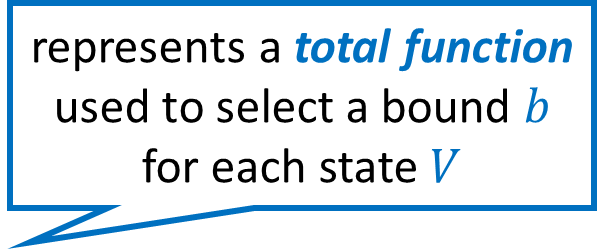 represents a total function
used to select a bound b
for each state V